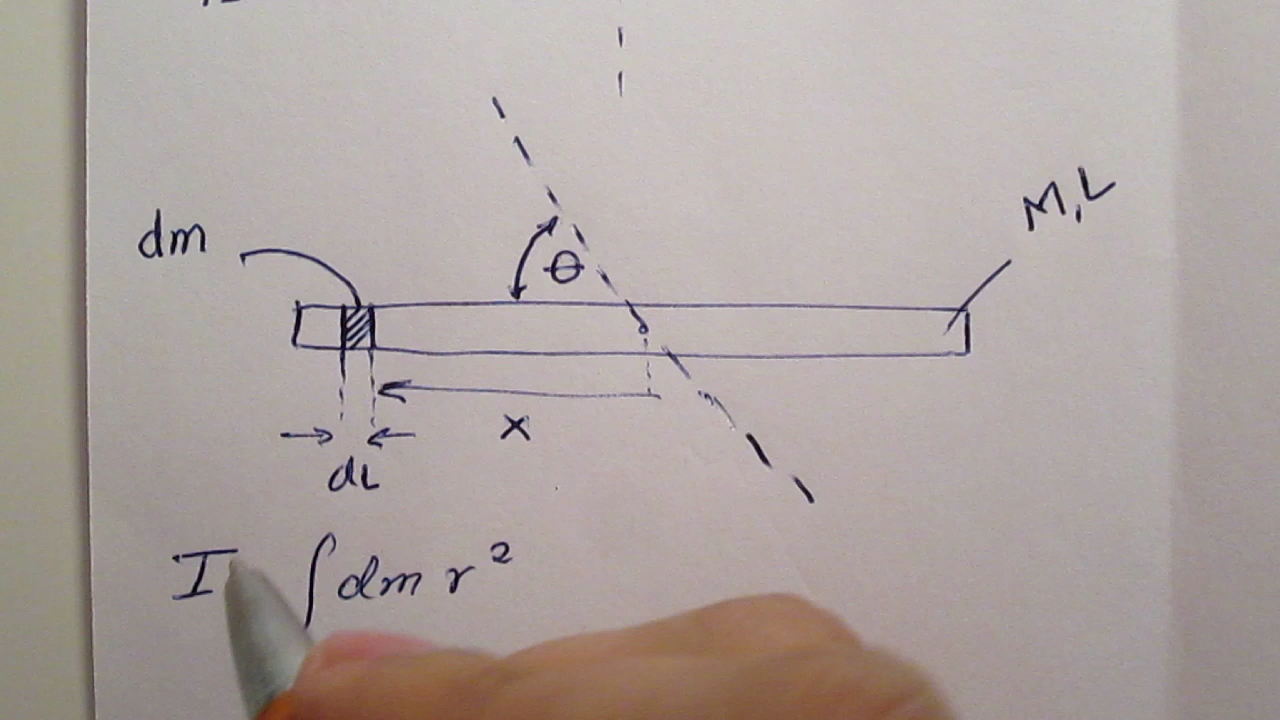 M,L
dm
θ
x
dL
I ∫ dm r²